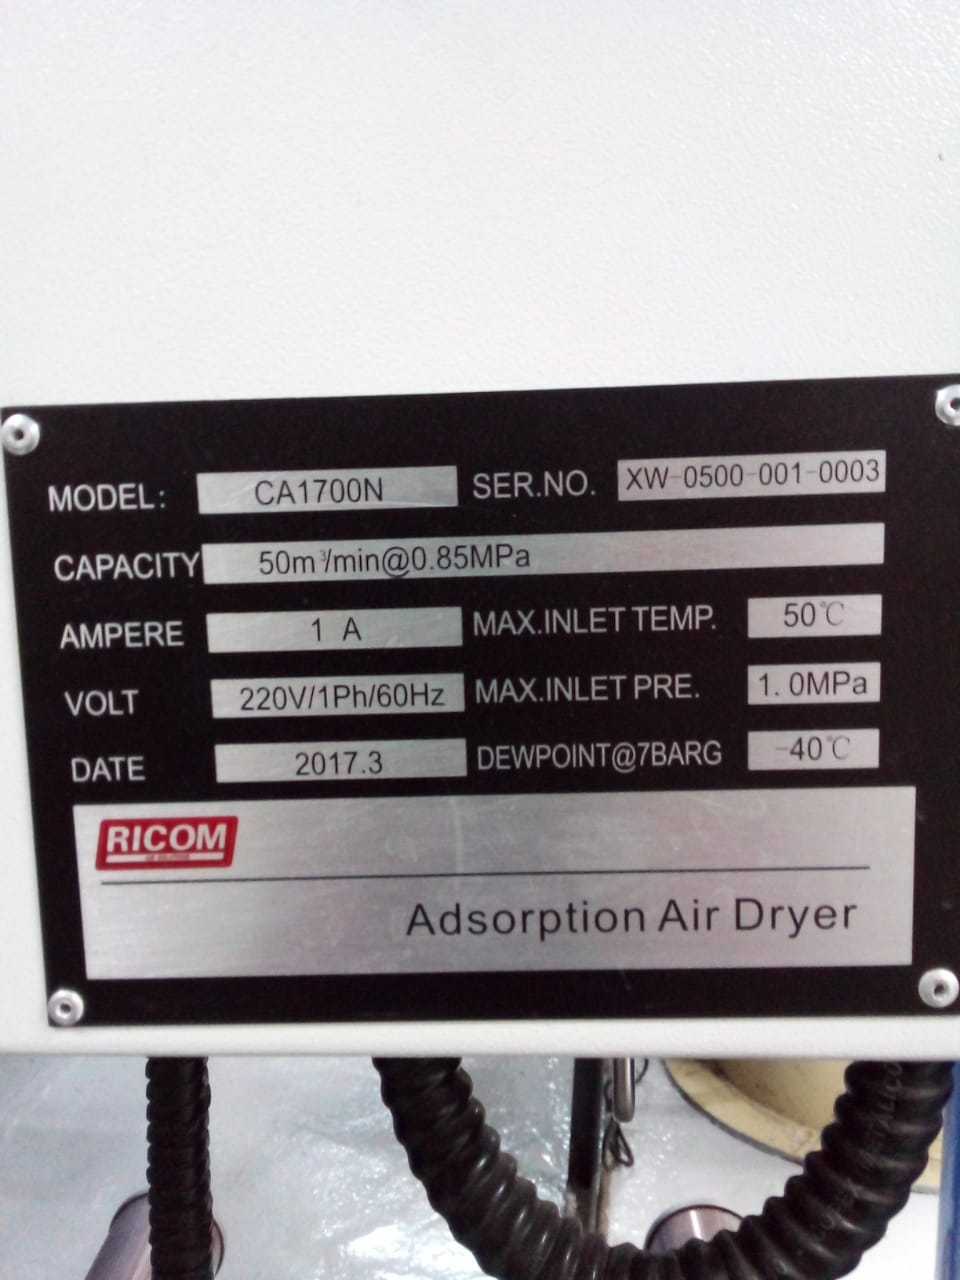 MODEL: CA1700N SER.NO. XW-0500-001-0003
CAPACITY 50m³/min@0.85MPa
AMPERE 1 A MAX.INLET TEMP. 50℃
VOLT 220V/1Ph/60Hz MAX.INLET PRE. 1.0MPa
DATE 2017.3 DEWPOINT@7BARG -40℃
RICOM
Adsorption Air Dryer